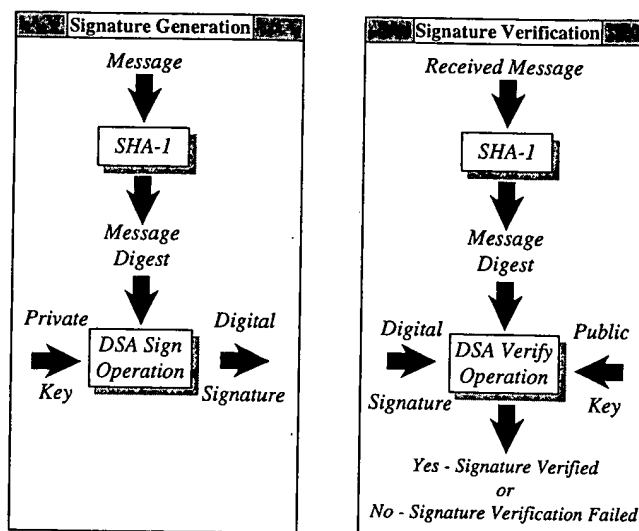 Signature Generation
Message
SHA-1
Message
Digest
Private
Key
DSA Sign
Operation
Digital
Signature
Signature Verification
Received Message
SHA-1
Message
Digest
Digital
Signature
DSA Verify
Operation
Public
Key
Yes - Signature Verified
or
No - Signature Verification Failed